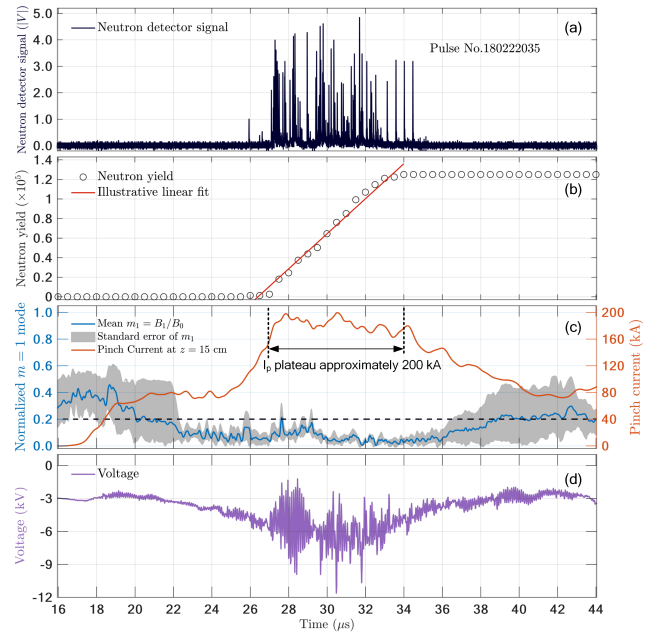 Neutron detector signal (|V|)
5.0
4.0
3.0
2.0
1.0
0.0
Neutron detector signal
(a)
Pulse No.180222035
Neutron yield (×10⁵)
1.4
1.2
1.0
0.8
0.6
0.4
0.2
0
Neutron yield
Illustrative linear fit
(b)
Normalized m = 1 mode
1.0
0.8
0.6
0.4
0.2
0.0
Mean m₁ = B₁/B₀
Standard error of m₁
Pinch Current at z = 15 cm
(c)
Iₚ plateau approximately 200 kA
200
160
120
80
40
0
Pinch current (kA)
Voltage (kV)
0
-3
-6
-9
-12
Voltage
(d)
16 18 20 22 24 26 28 30 32 34 36 38 40 42 44
Time (μs)